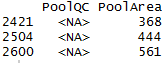 PoolQC PoolArea
2421 <NA> 368
2504 <NA> 444
2600 <NA> 561